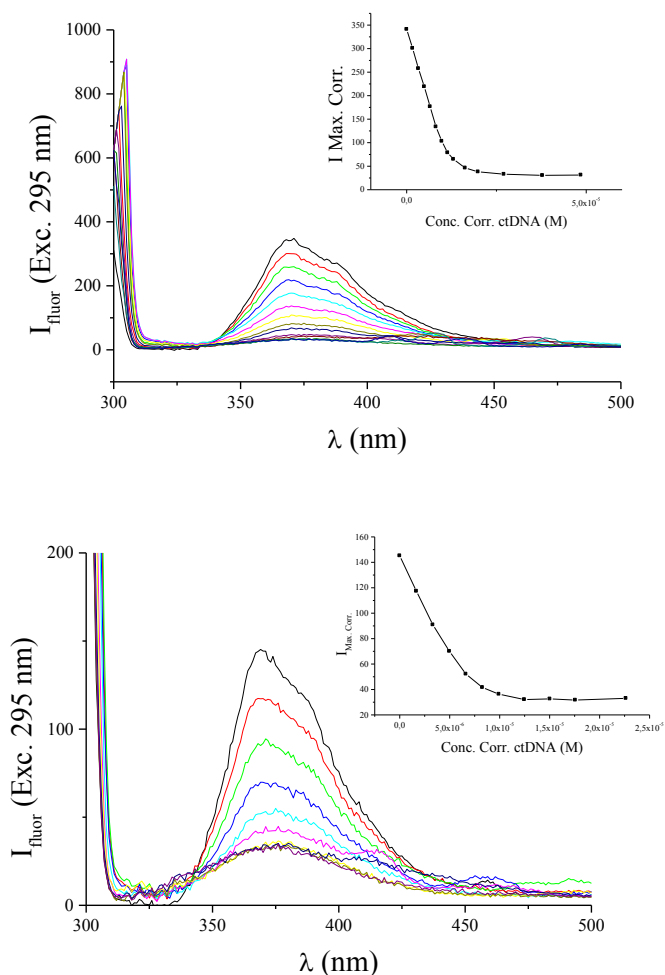 1000
800
600
400
200
0
300
350
400
450
500
I_fluor (Exc. 295 nm)
λ (nm)
350
300
250
200
150
100
50
0
0,0
5,0x10⁻⁵
I Max. Corr.
Conc. Corr. ctDNA (M)
200
100
0
300
350
400
450
500
I_fluor (Exc. 295 nm)
λ (nm)
160
140
120
100
80
60
40
20
0,0
5,0x10⁻⁶
1,0x10⁻⁵
1,5x10⁻⁵
2,0x10⁻⁵
2,5x10⁻⁵
I_Max. Corr.
Conc. Corr. ctDNA (M)